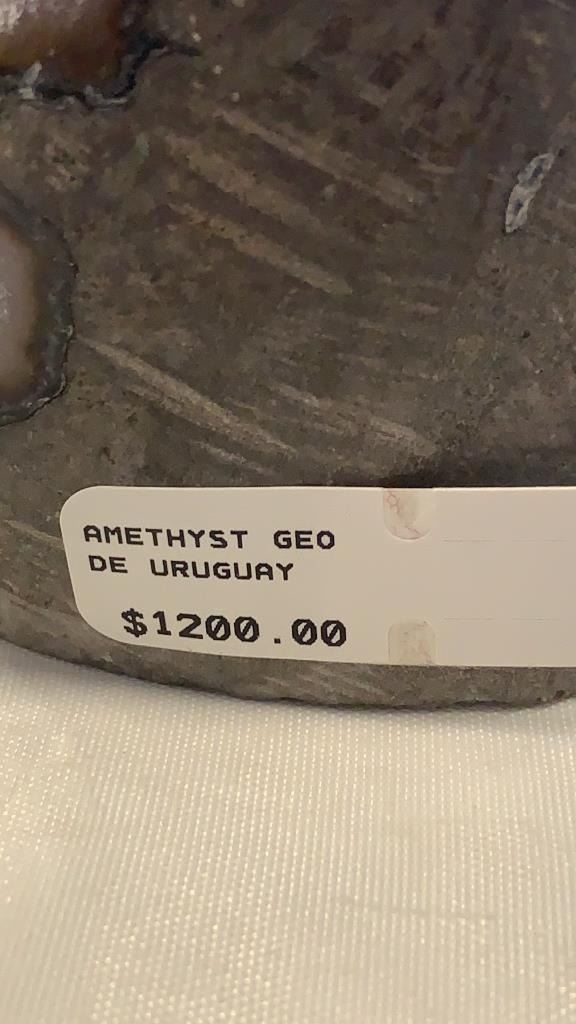 AMETHYST GEO
DE URUGUAY
$1200.00